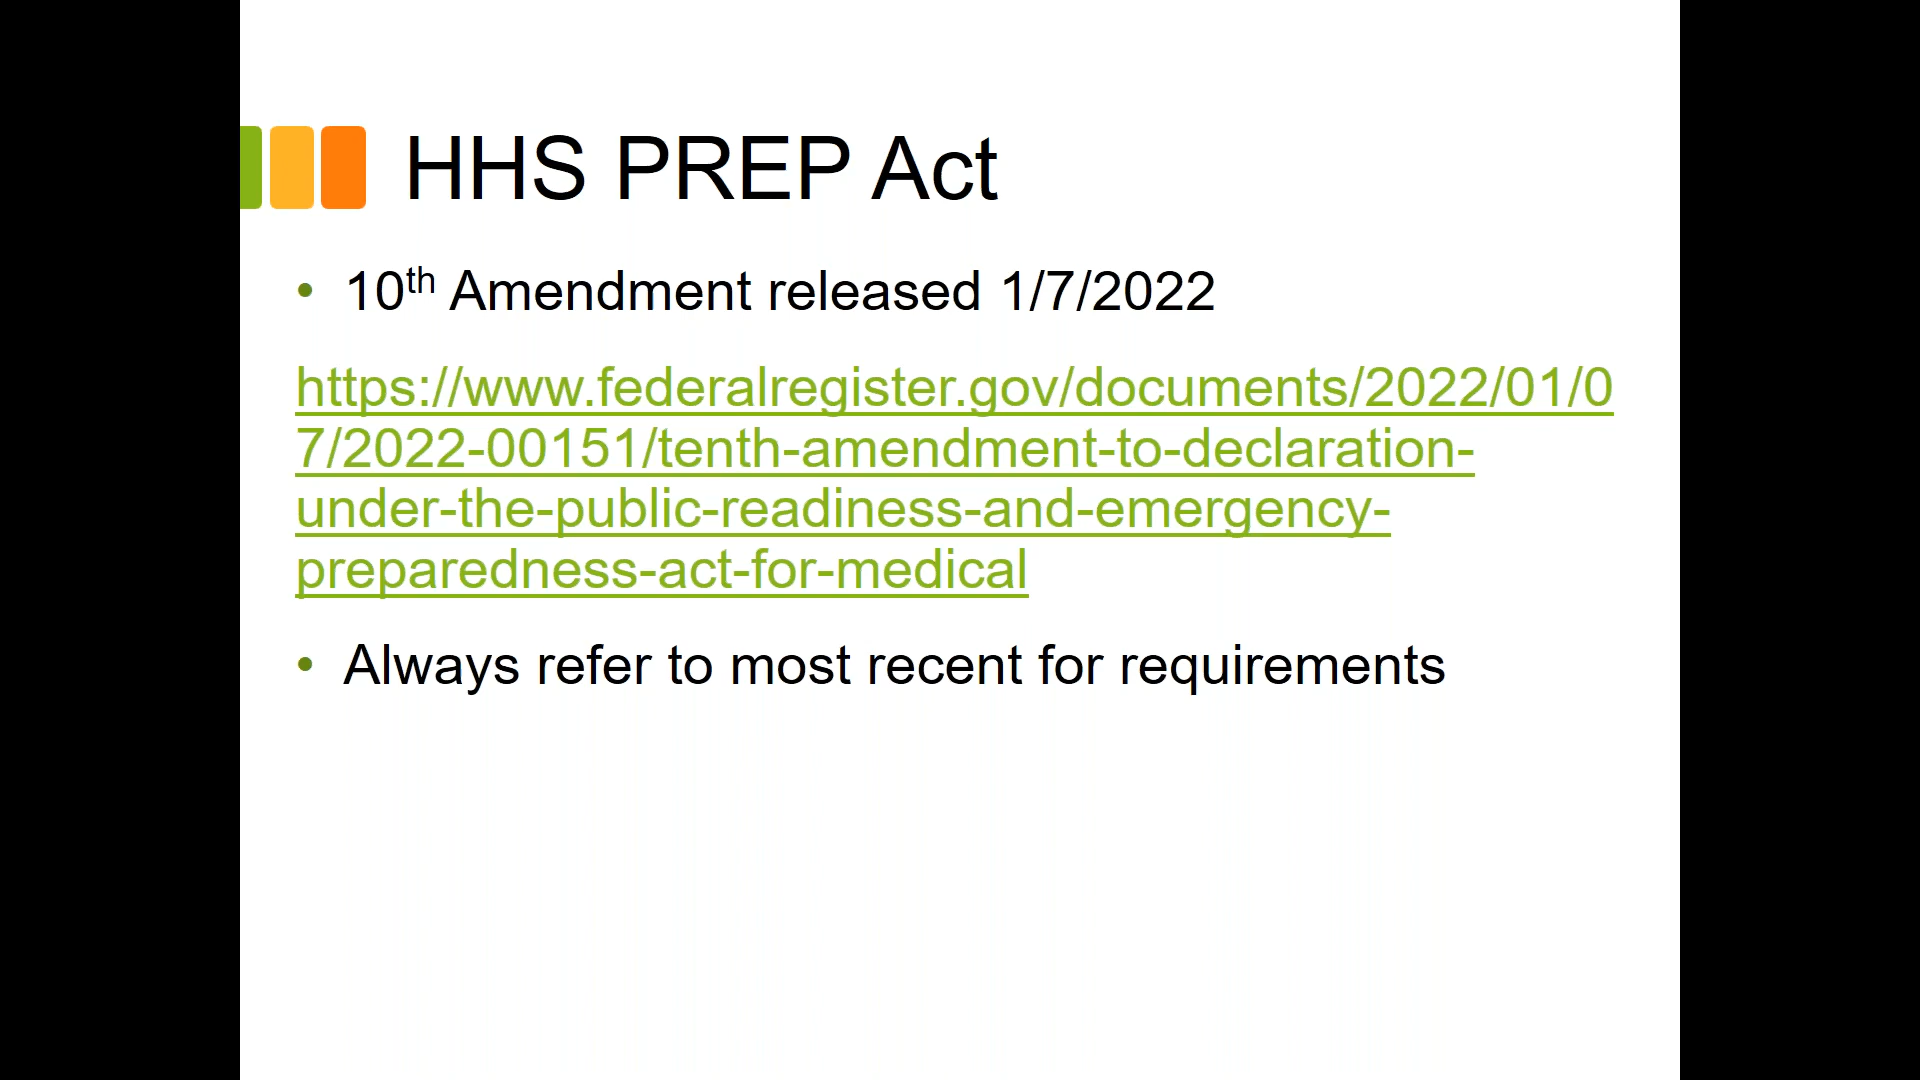 HHS PREP Act
• 10th Amendment released 1/7/2022
https://www.federalregister.gov/documents/2022/01/0
7/2022-00151/tenth-amendment-to-declaration-
under-the-public-readiness-and-emergency-
preparedness-act-for-medical
• Always refer to most recent for requirements